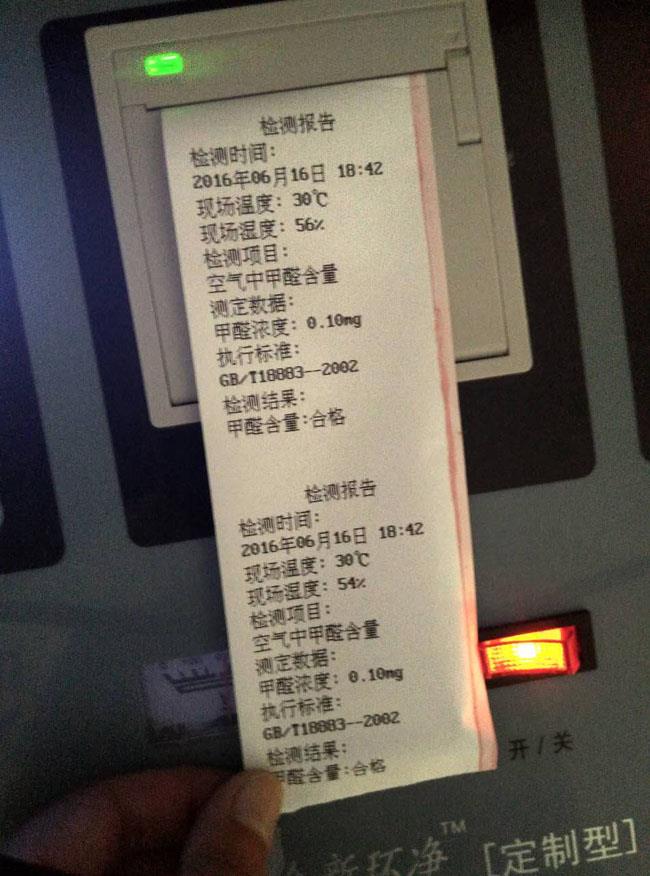 检测报告
检测时间:
2016年06月16日 18:42
现场温度: 30℃
现场湿度: 56%
检测项目:
空气中甲醛含量
测定数据:
甲醛浓度: 0.10mg
执行标准:
GB/T18883--2002
检测结果:
甲醛含量:合格
检测报告
检测时间:
2016年06月16日 18:42
现场温度: 30℃
现场湿度: 54%
检测项目:
空气中甲醛含量
测定数据:
甲醛浓度: 0.10mg
执行标准:
GB/T18883--2002
检测结果:
甲醛含量:合格
开/关
新环净™ [定制型]